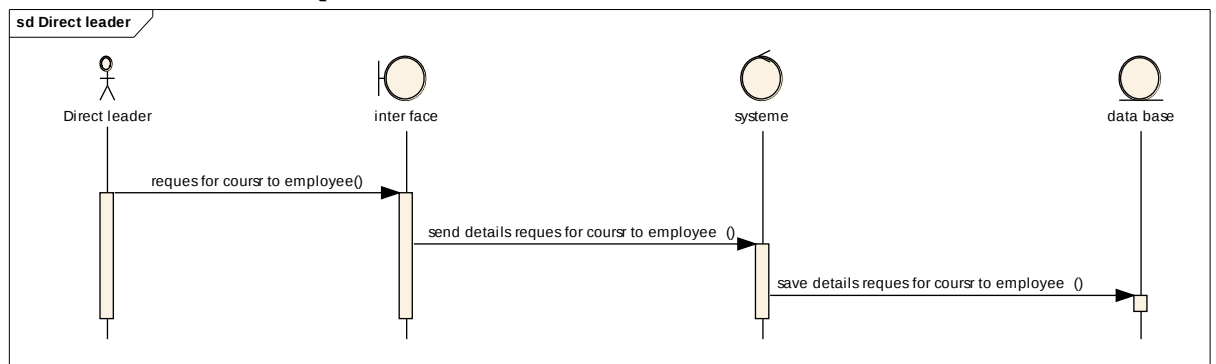 sd Direct leader
Direct leader
inter face
systeme
data base
reques for coursr to employee()
send details reques for coursr to employee ()
save details reques for coursr to employee ()